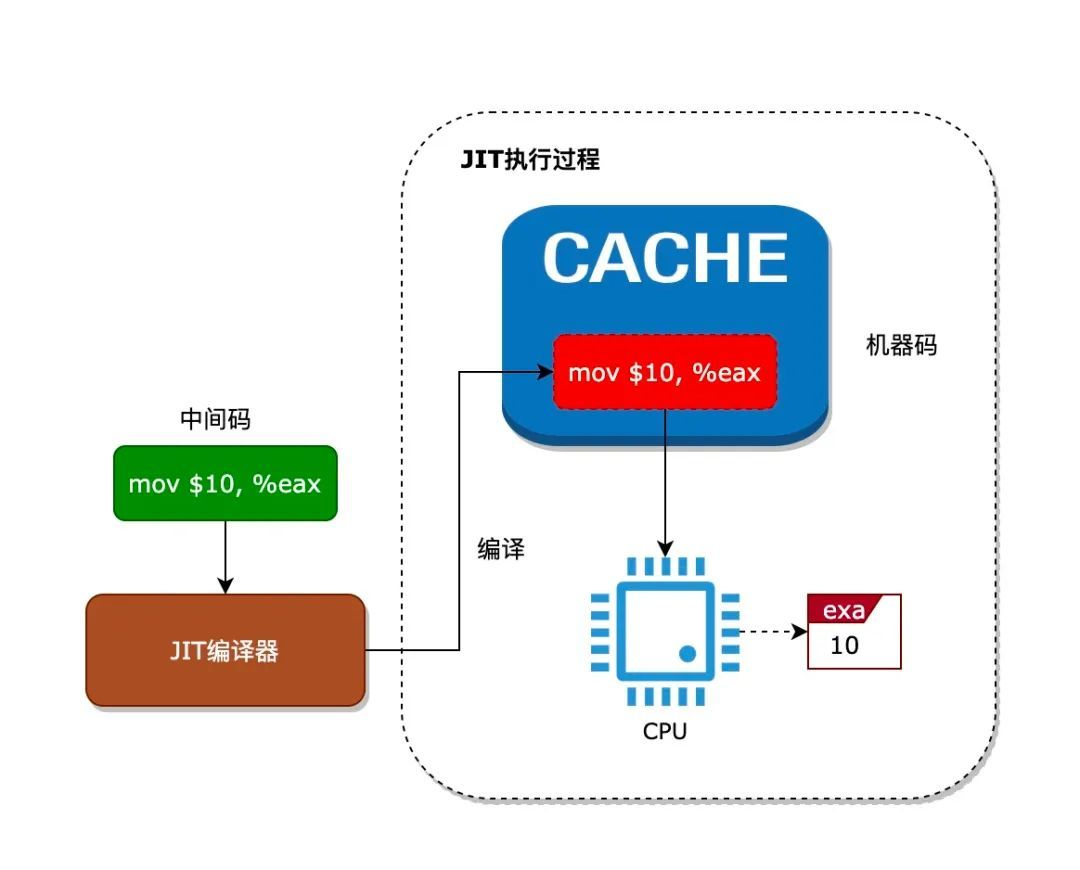 JIT执行过程
CACHE
mov $10, %eax
机器码
中间码
mov $10, %eax
编译
JIT编译器
exa
10
CPU